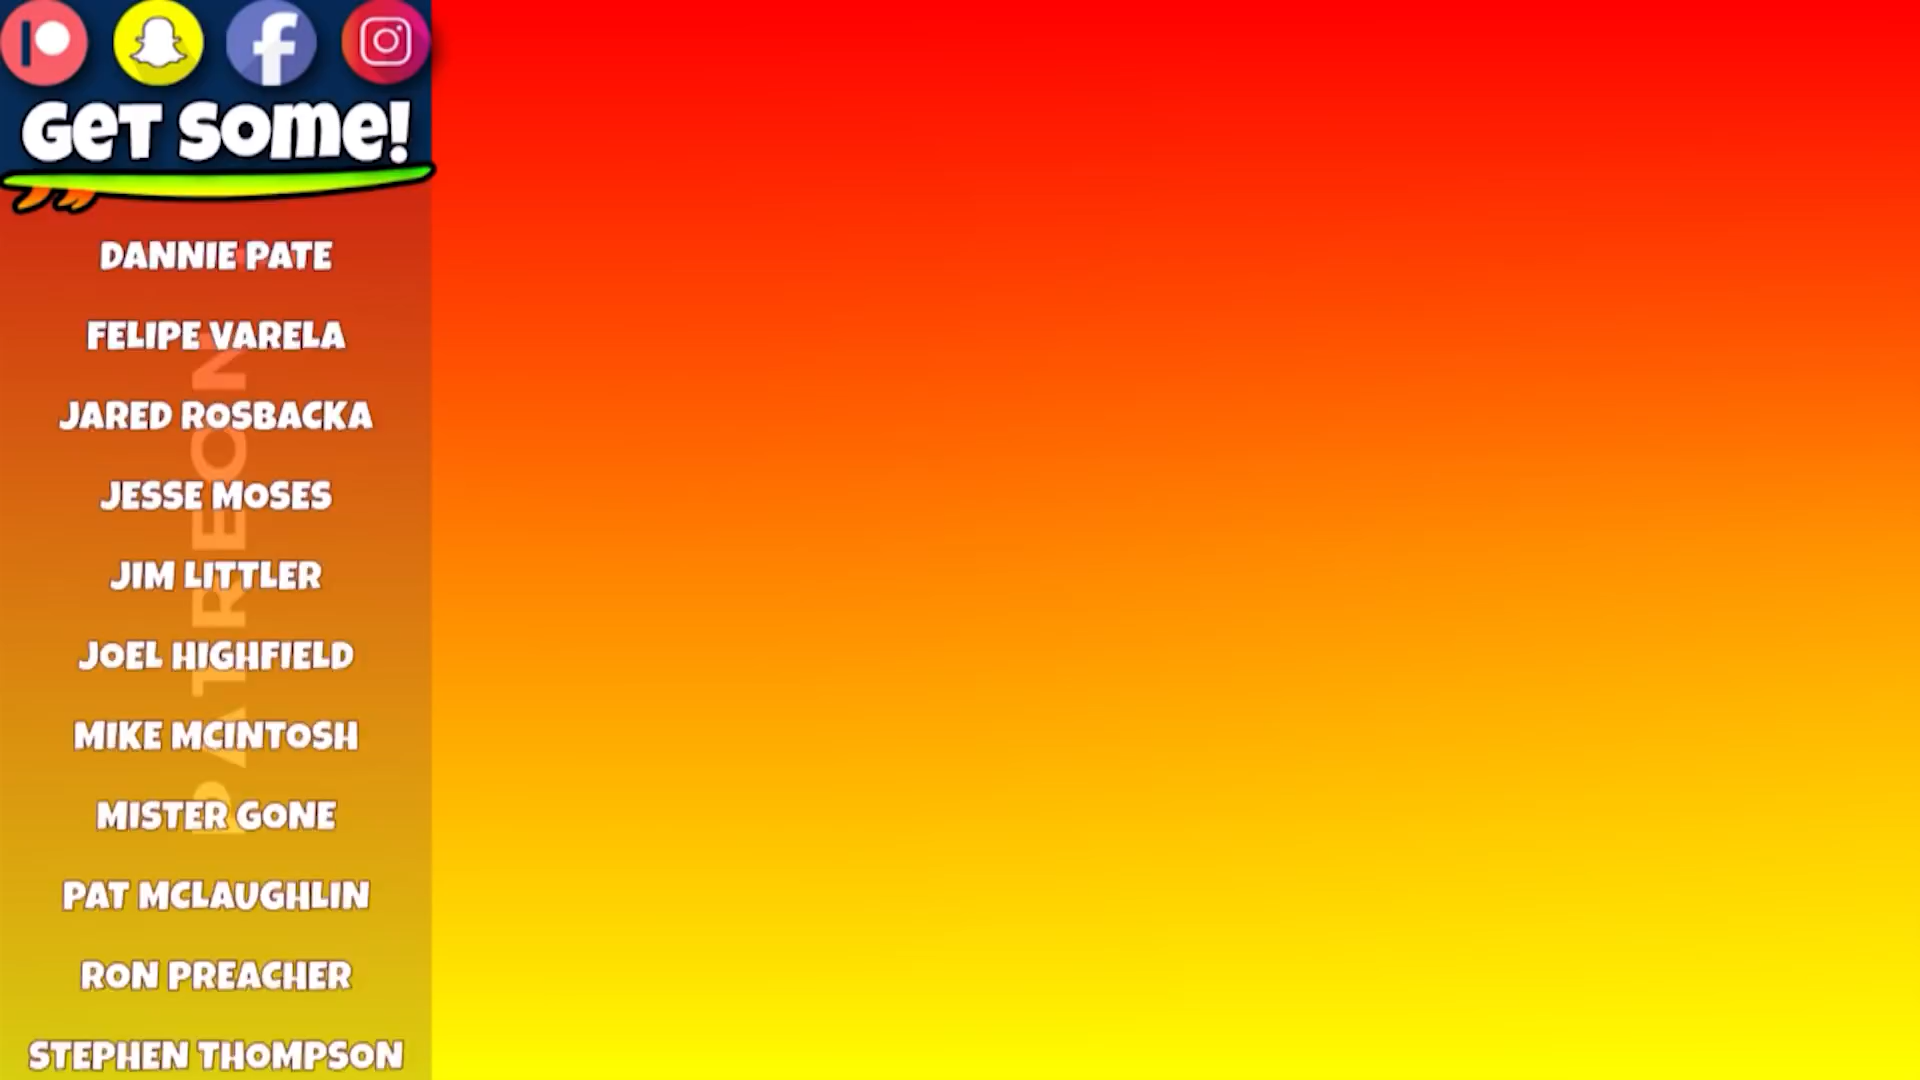 GET SOME!
DANNIE PATE
FELIPE VARELA
JARED ROSBACKA
JESSE MOSES
JIM LITTLER
JOEL HIGHFIELD
MIKE MCINTOSH
MISTER GONE
PAT MCLAUGHLIN
RON PREACHER
STEPHEN THOMPSON
PATREON